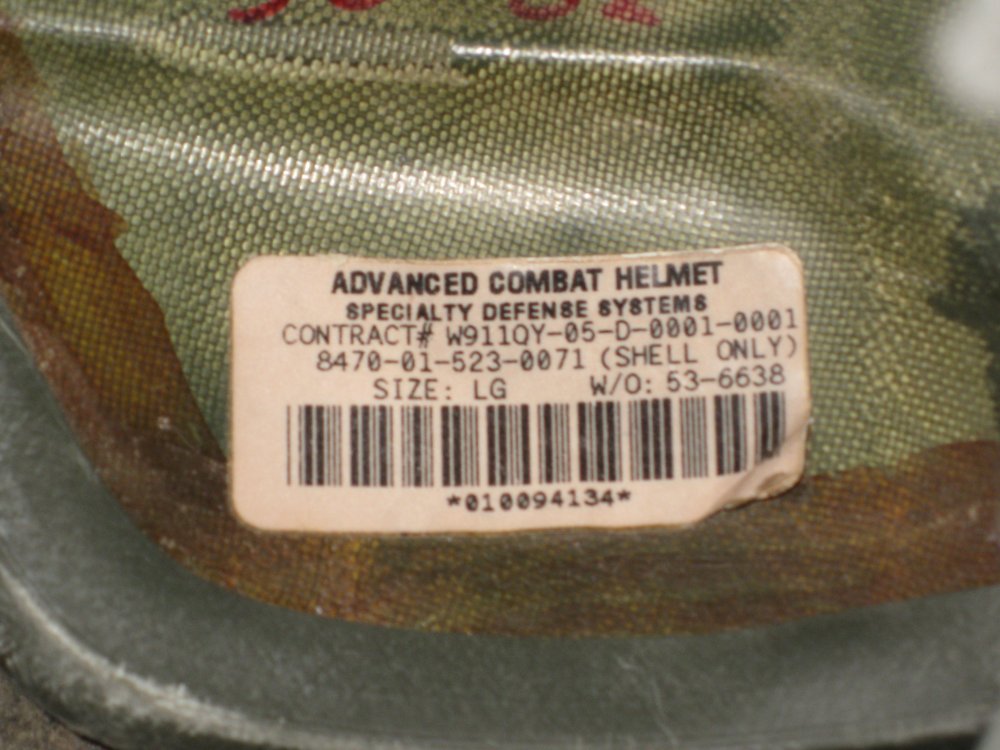 ADVANCED COMBAT HELMET
SPECIALTY DEFENSE SYSTEMS
CONTRACT# W911QY-05-D-0001-0001
8470-01-523-0071 (SHELL ONLY)
SIZE: LG W/O: 53-6638
*010094134*